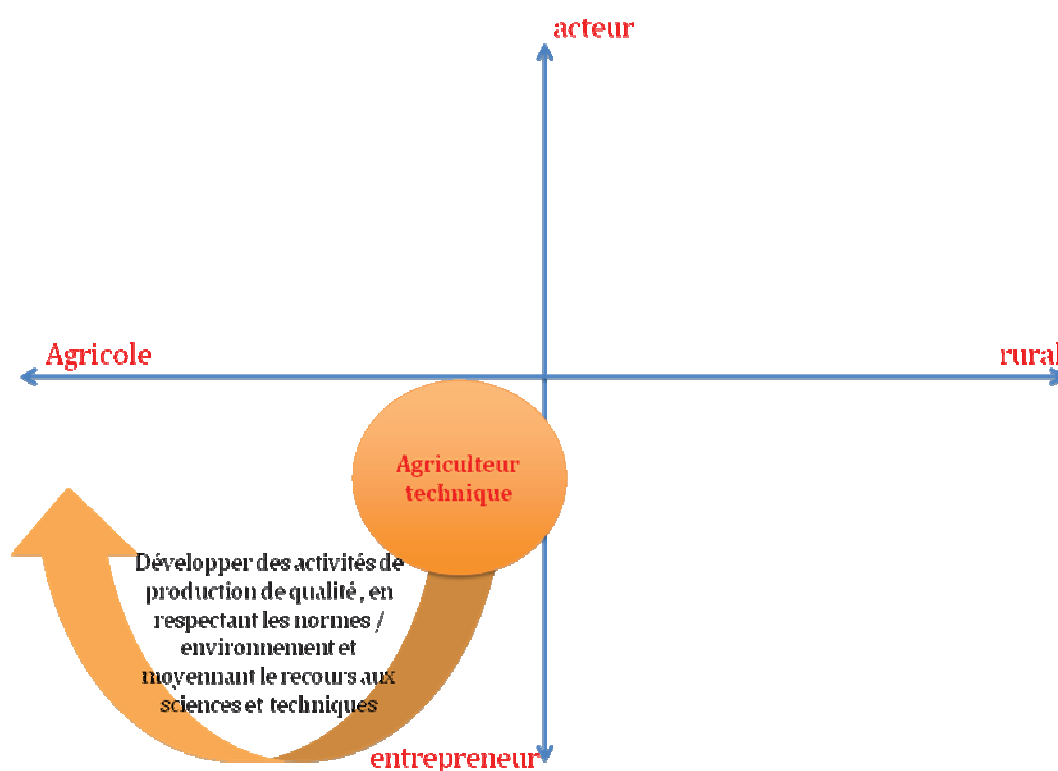 acteur
Agricole
rural
Agriculteur
technique
Développer des activités de
production de qualité, en
respectant les normes /
environnement et
moyennant le recours aux
sciences et techniques
entrepreneur